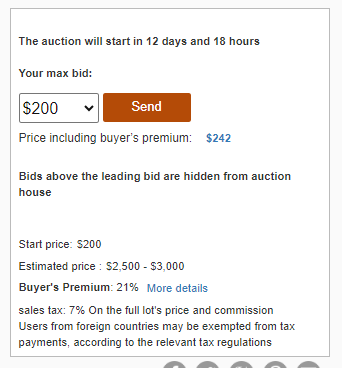 The auction will start in 12 days and 18 hours
Your max bid:
$200
Send
Price including buyer's premium: $242
Bids above the leading bid are hidden from auction
house
Start price: $200
Estimated price : $2,500 - $3,000
Buyer's Premium: 21% More details
sales tax: 7% On the full lot's price and commission
Users from foreign countries may be exempted from tax
payments, according to the relevant tax regulations